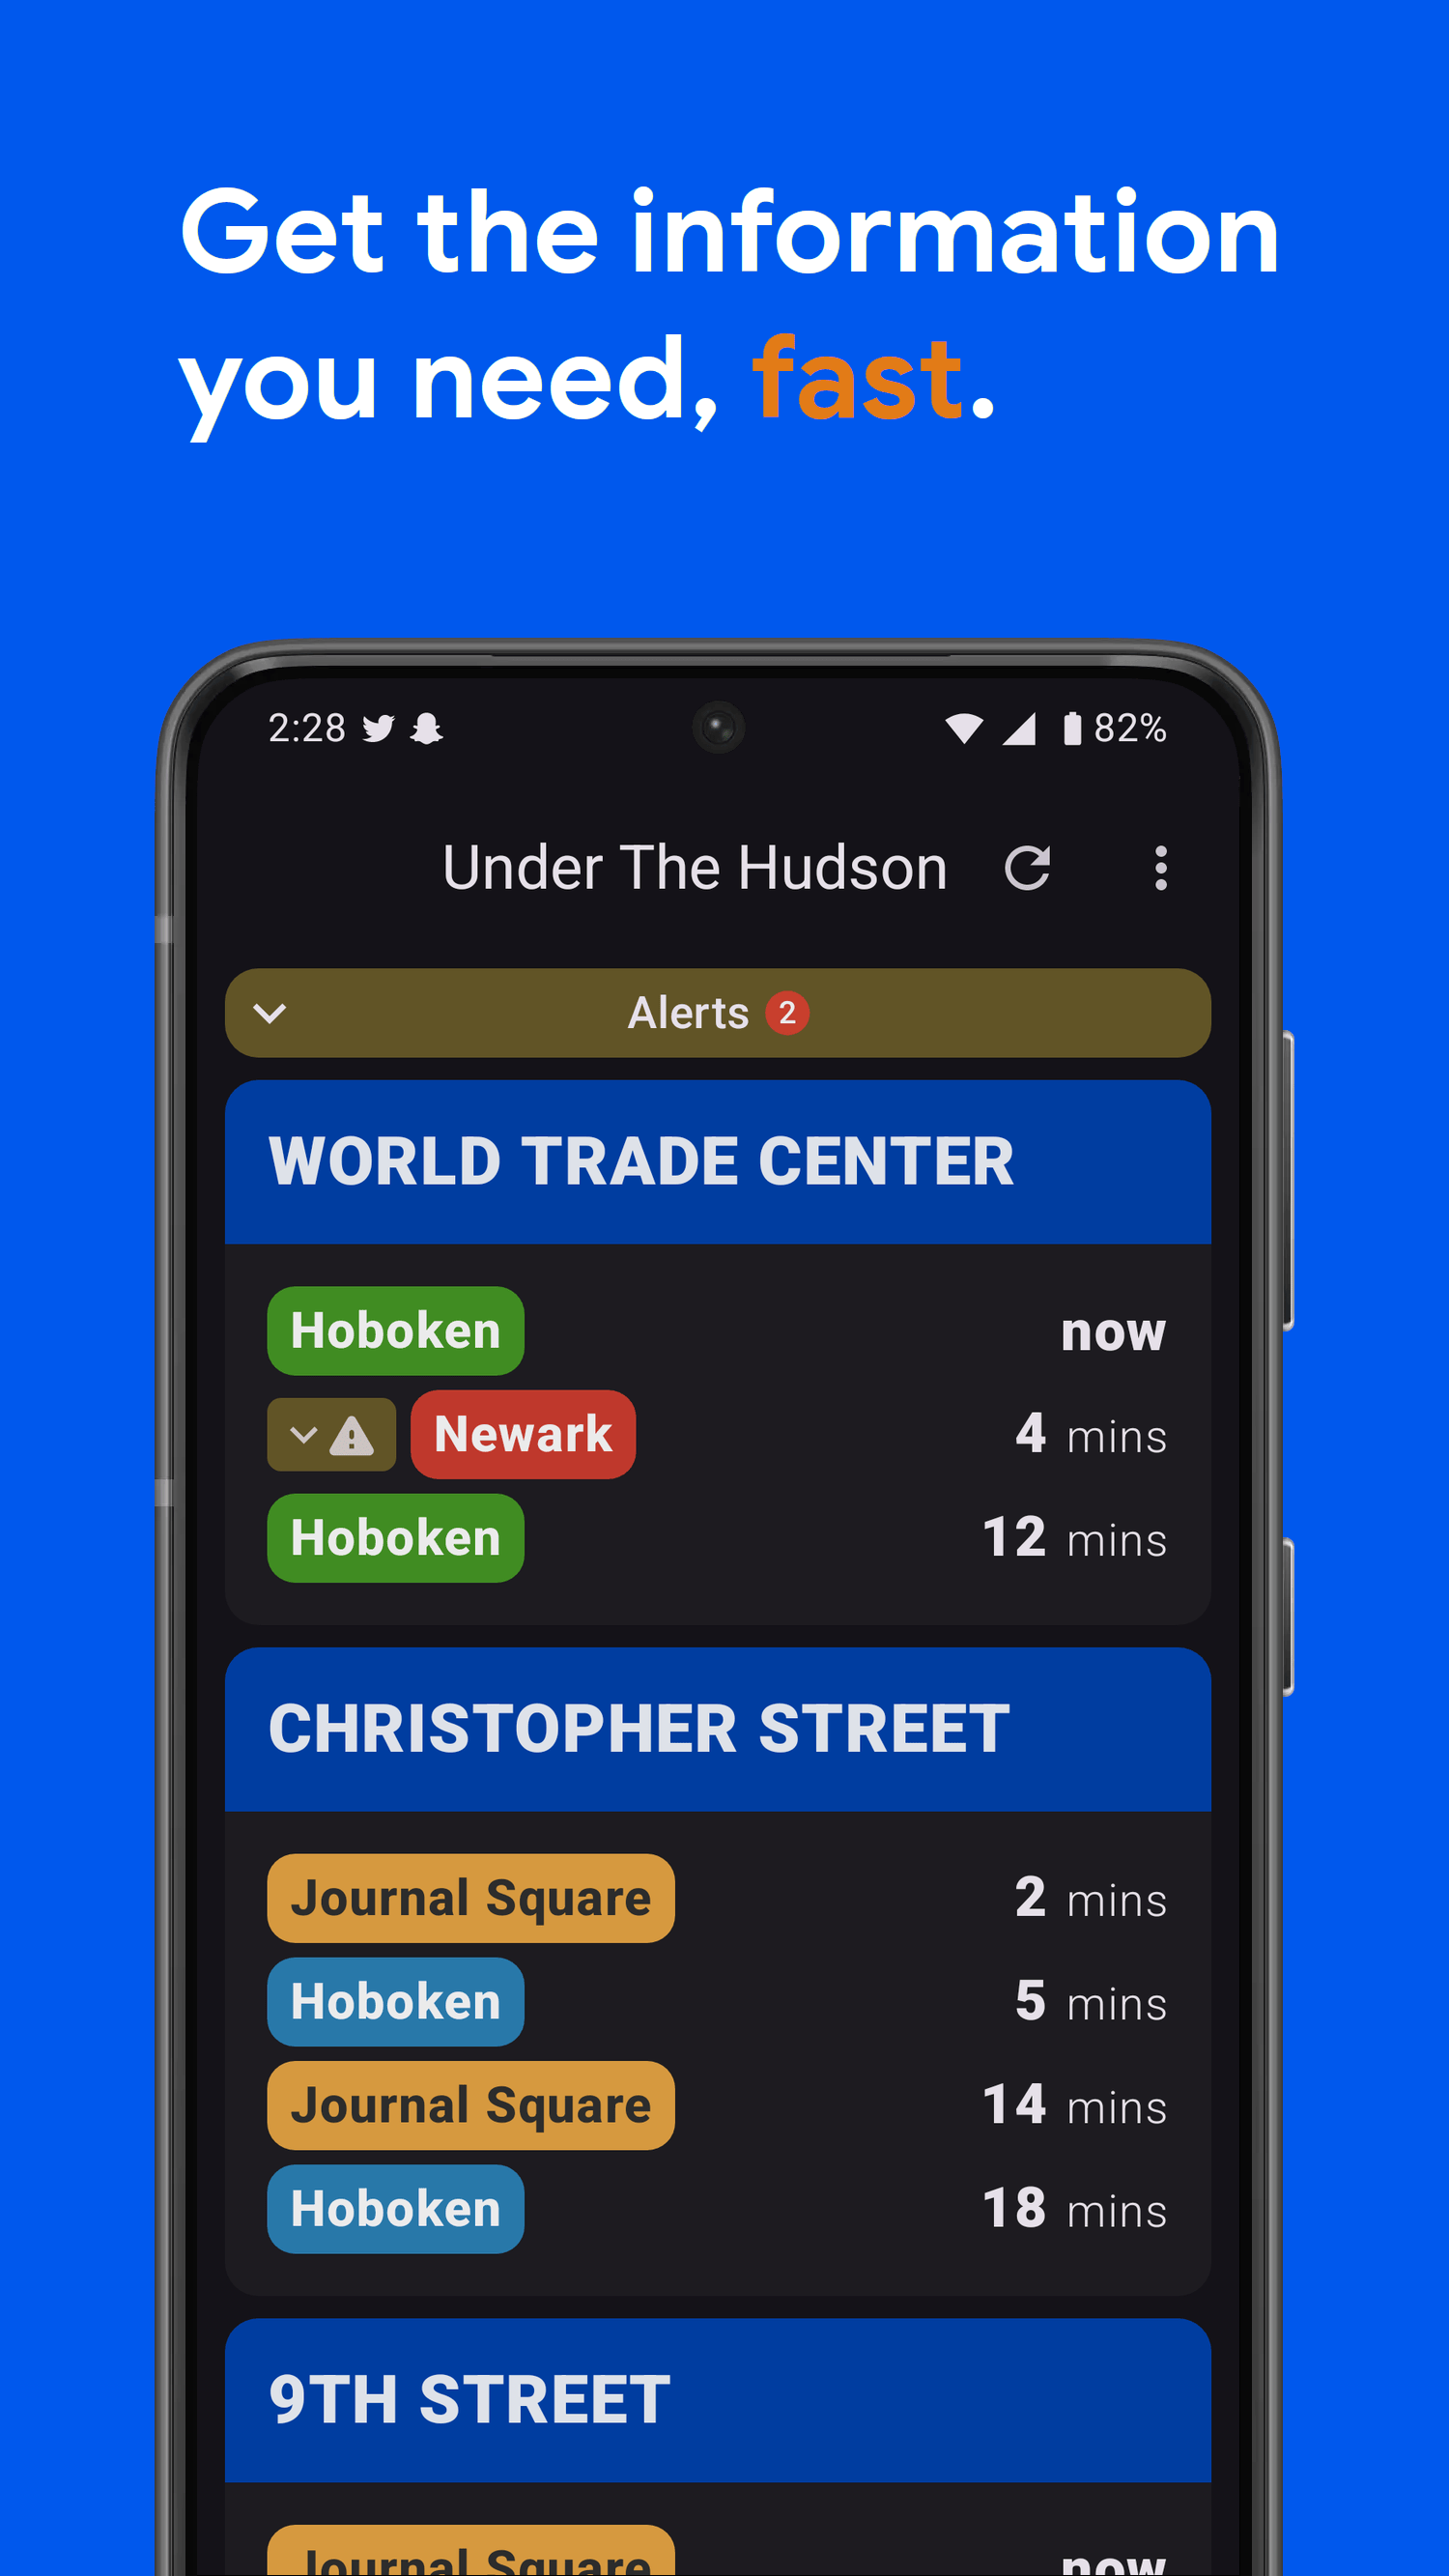 Get the information
you need, fast.
2:28 82%
Under The Hudson
Alerts 2
WORLD TRADE CENTER
Hoboken now
Newark 4 mins
Hoboken 12 mins
CHRISTOPHER STREET
Journal Square 2 mins
Hoboken 5 mins
Journal Square 14 mins
Hoboken 18 mins
9TH STREET
Journal Square now